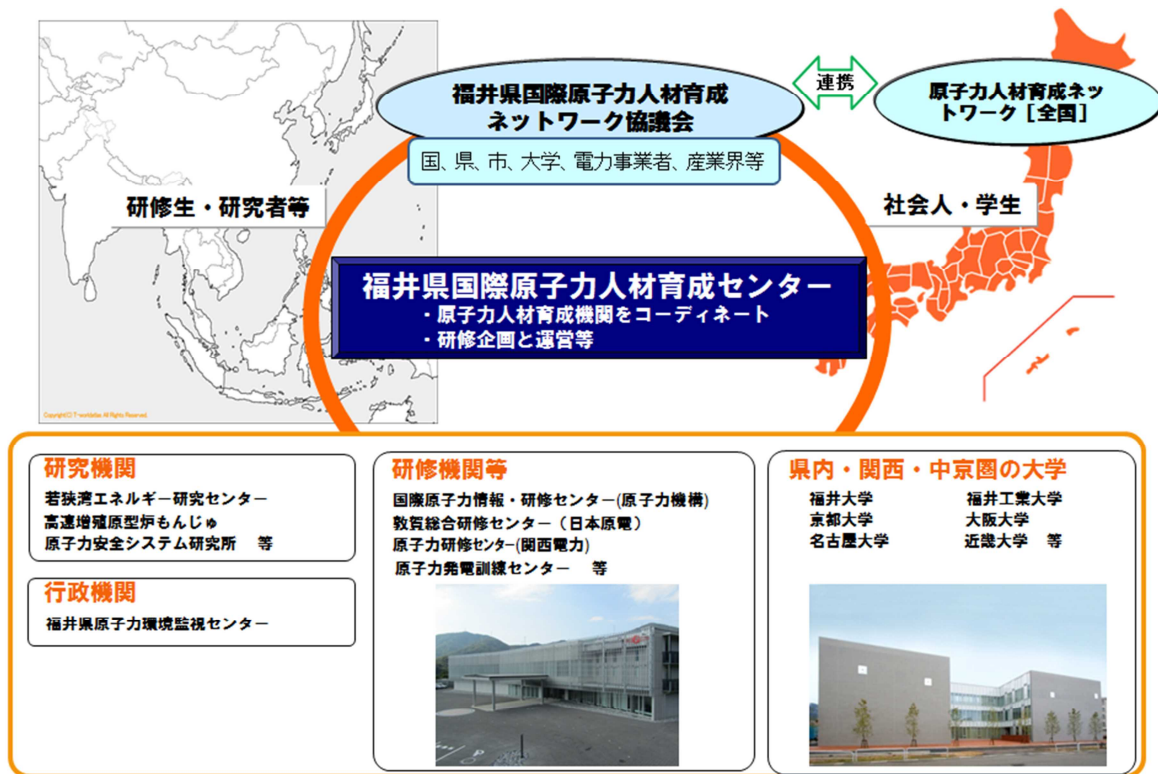 福井県国際原子力人材育成
ネットワーク協議会
国、県、市、大学、電力事業者、産業界等
連携
原子力人材育成ネッ
トワーク［全国］
研修生・研究者等
社会人・学生
福井県国際原子力人材育成センター
・原子力人材育成機関をコーディネート
・研修企画と運営等
Copyright(C) T-worldatlas All Rights Reserved.
研究機関
若狭湾エネルギー研究センター
高速増殖原型炉もんじゅ
原子力安全システム研究所　等
行政機関
福井県原子力環境監視センター
研修機関等
国際原子力情報・研修センター(原子力機構)
敦賀総合研修センター（日本原電）
原子力研修センター(関西電力)
原子力発電訓練センター　等
県内・関西・中京圏の大学
福井大学　福井工業大学
京都大学　大阪大学
名古屋大学　近畿大学　等